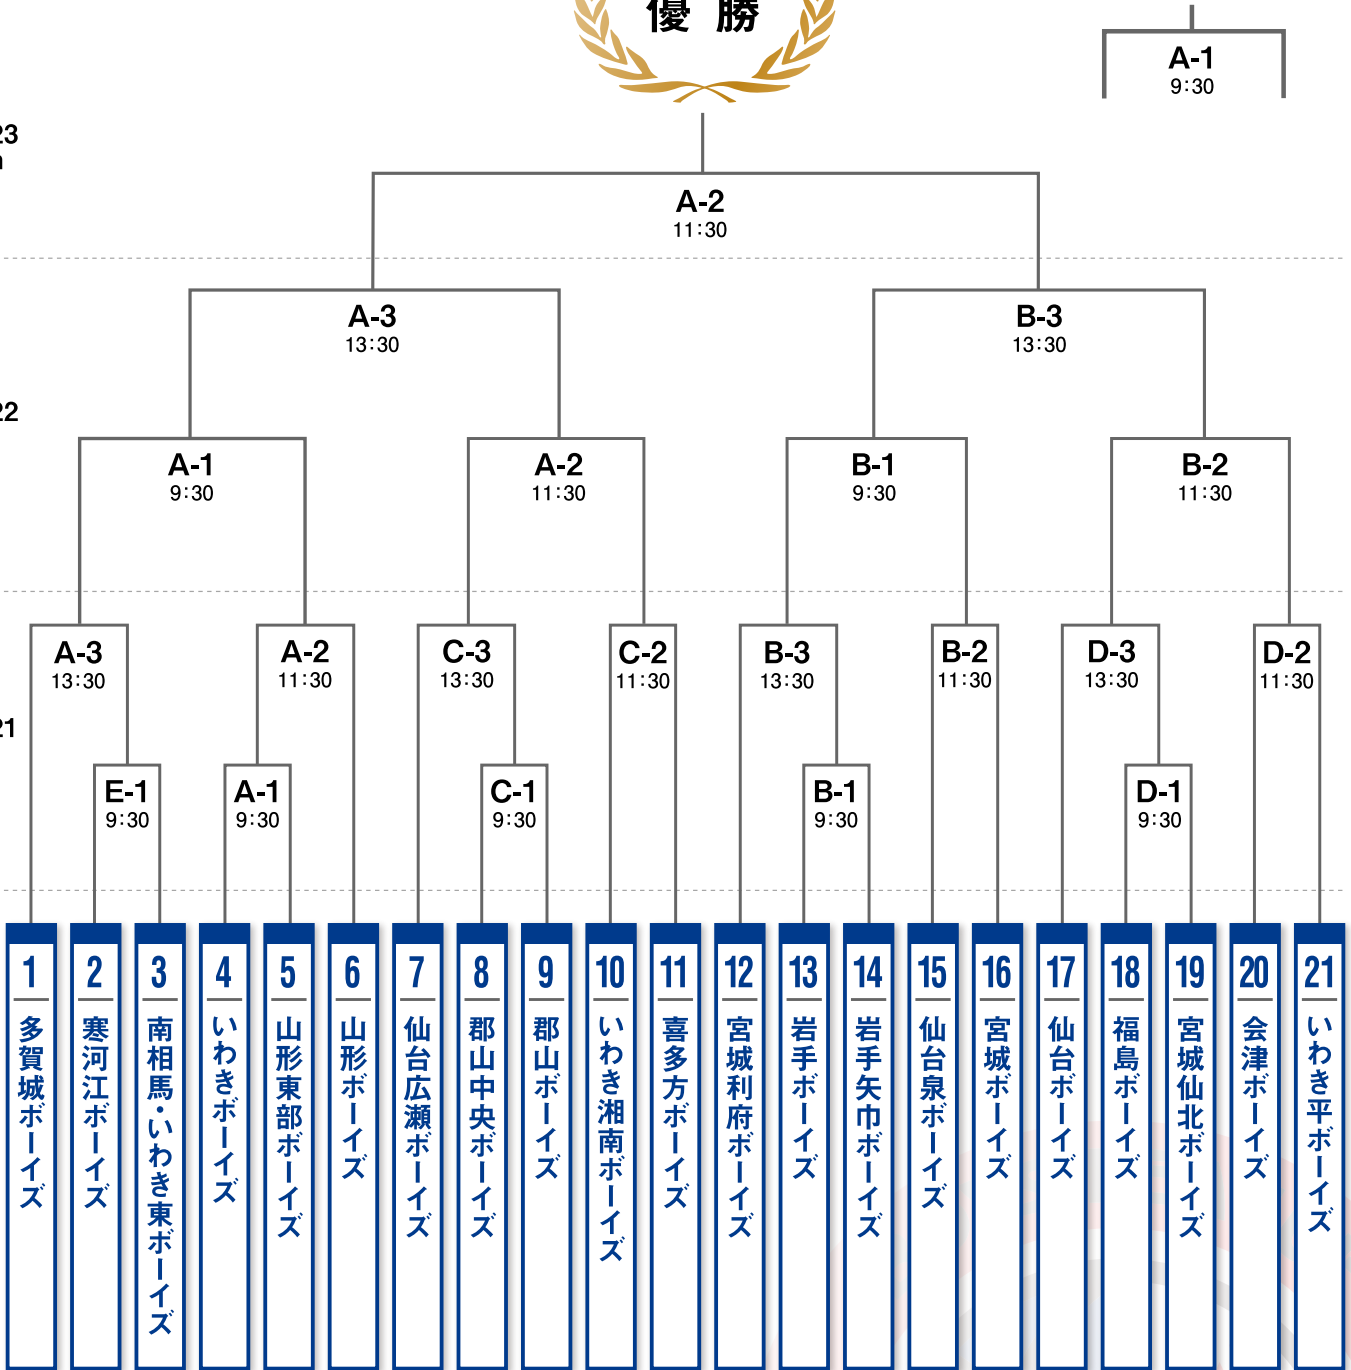 優勝
A-1
9:30
23
A-2
11:30
A-3
13:30
B-3
13:30
22
A-1
9:30
A-2
11:30
B-1
9:30
B-2
11:30
A-3
13:30
A-2
11:30
C-3
13:30
C-2
11:30
B-3
13:30
B-2
11:30
D-3
13:30
D-2
11:30
21
E-1
9:30
A-1
9:30
C-1
9:30
B-1
9:30
D-1
9:30
1
多賀城ボーイズ
2
寒河江ボーイズ
3
南相馬・いわき東ボーイズ
4
いわきボーイズ
5
山形東部ボーイズ
6
山形ボーイズ
7
仙台広瀬ボーイズ
8
郡山中央ボーイズ
9
郡山ボーイズ
10
いわき湘南ボーイズ
11
喜多方ボーイズ
12
宮城利府ボーイズ
13
岩手ボーイズ
14
岩手矢巾ボーイズ
15
仙台泉ボーイズ
16
宮城ボーイズ
17
仙台ボーイズ
18
福島ボーイズ
19
宮城仙北ボーイズ
20
会津ボーイズ
21
いわき平ボーイズ